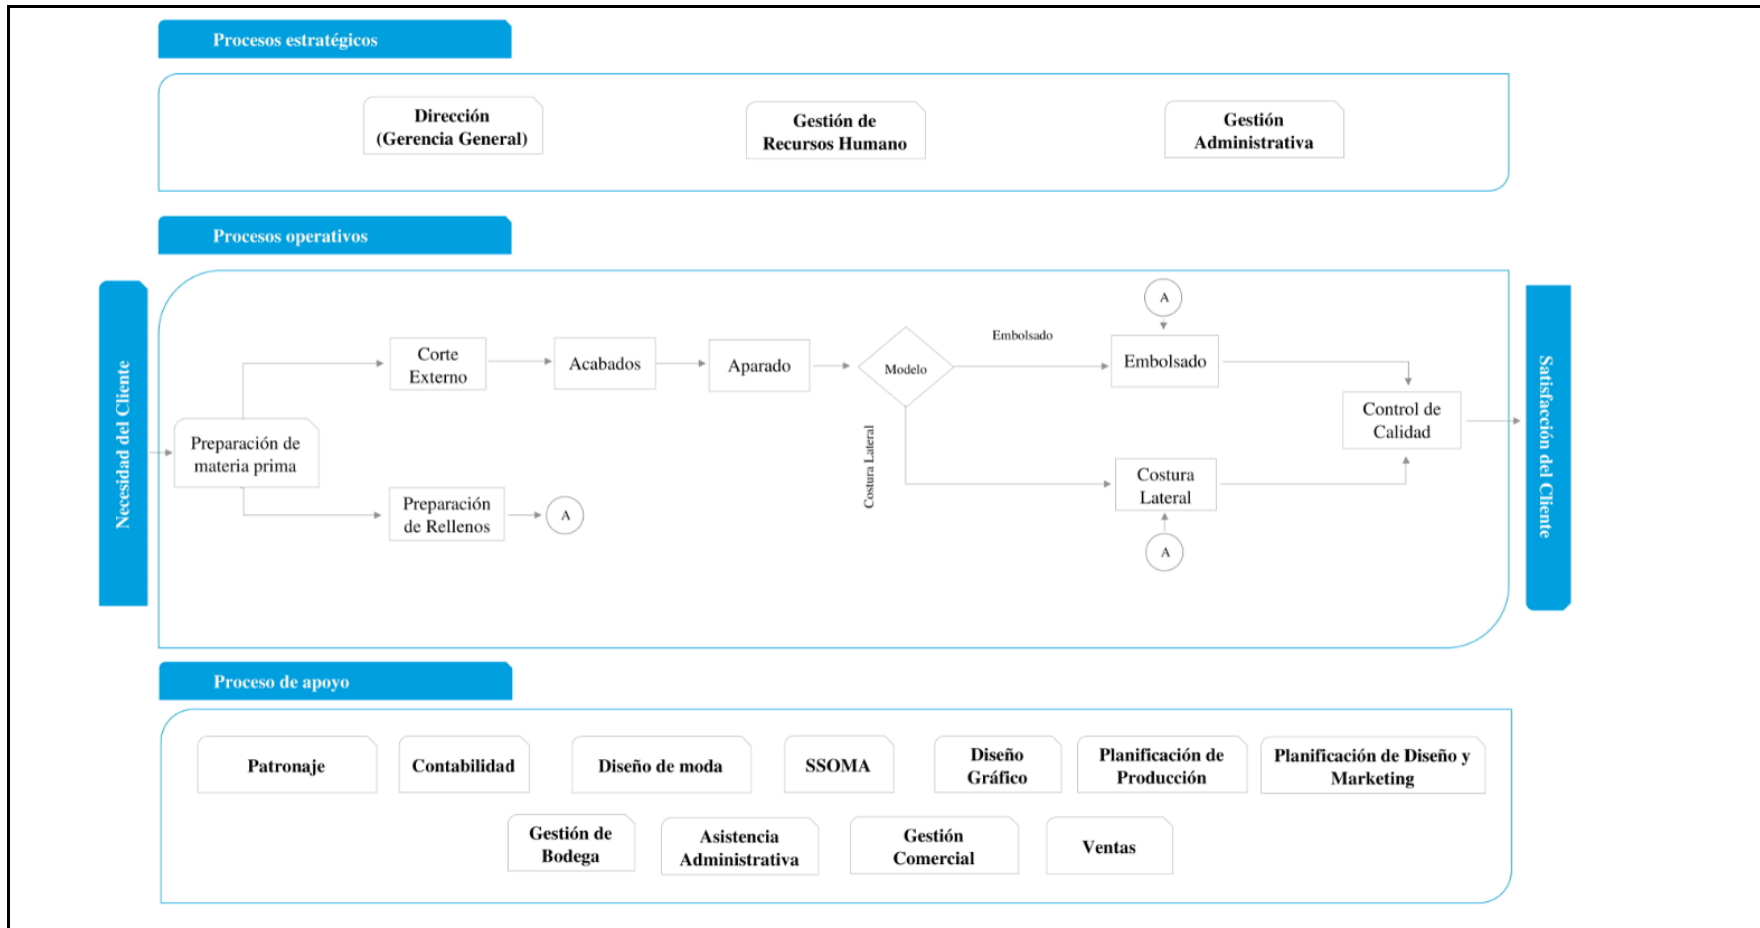 Procesos estratégicos
Dirección
(Gerencia General)
Gestión de
Recursos Humano
Gestión
Administrativa
Procesos operativos
Necesidad del Cliente
Preparación de
materia prima
Corte
Externo
Acabados
Aparado
Modelo
Embolsado
A
Embolsado
Costura Lateral
Costura
Lateral
A
Preparación
de Rellenos
A
Control de
Calidad
Satisfacción del Cliente
Proceso de apoyo
Patronaje
Contabilidad
Diseño de moda
SSOMA
Diseño
Gráfico
Planificación de
Producción
Planificación de Diseño y
Marketing
Gestión de
Bodega
Asistencia
Administrativa
Gestión
Comercial
Ventas